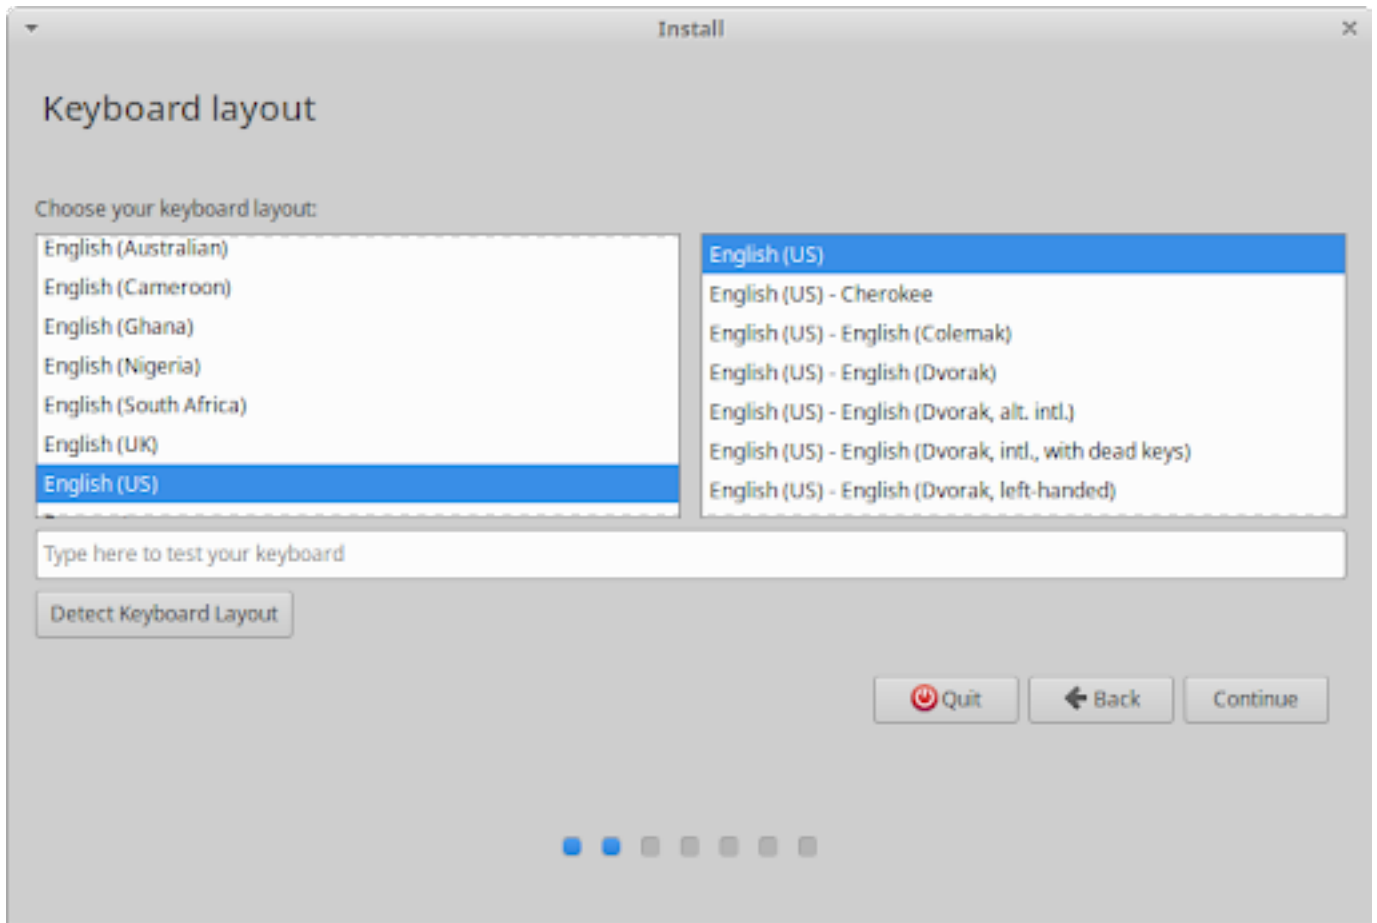 Install
Keyboard layout
Choose your keyboard layout:
English (Australian)
English (Cameroon)
English (Ghana)
English (Nigeria)
English (South Africa)
English (UK)
English (US)
English (US)
English (US) - Cherokee
English (US) - English (Colemak)
English (US) - English (Dvorak)
English (US) - English (Dvorak, alt. intl.)
English (US) - English (Dvorak, intl., with dead keys)
English (US) - English (Dvorak, left-handed)
Type here to test your keyboard
Detect Keyboard Layout
Quit
Back
Continue